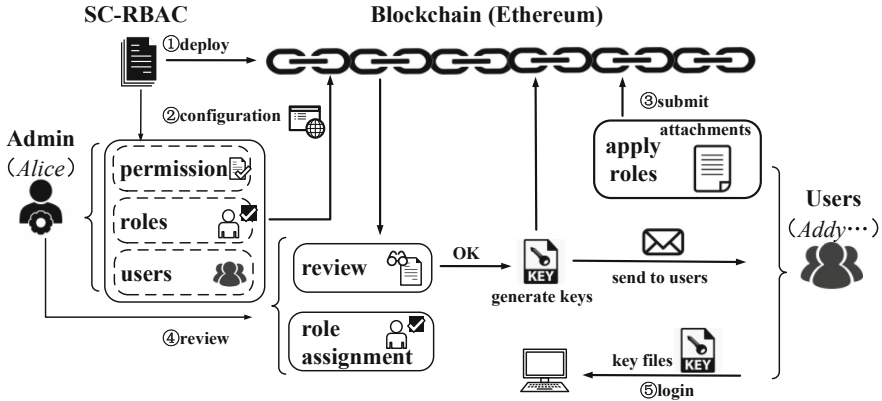 SC-RBAC
Blockchain (Ethereum)
①deploy
②configuration
③submit
Admin
(Alice)
permission
roles
users
attachments
apply
roles
Users
(Addy⋯)
review
OK
KEY
generate keys
send to users
④review
role
assignment
key files
KEY
⑤login